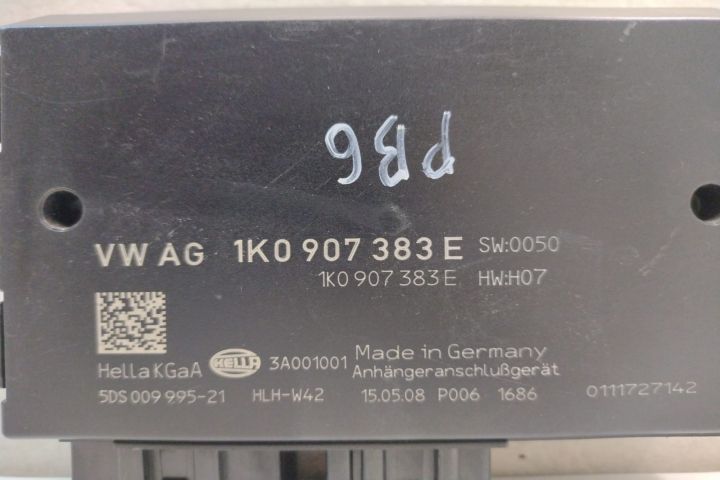 PB6
VW AG 1K0 907 383 E SW:0050
1K0 907 383 E HW:H07
Hella KGaA HELLA 3A001001 Made in Germany
Anhängeranschlußgerät
5DS 009 995-21 HLH-W42 15.05.08 P006 1686 0111727142